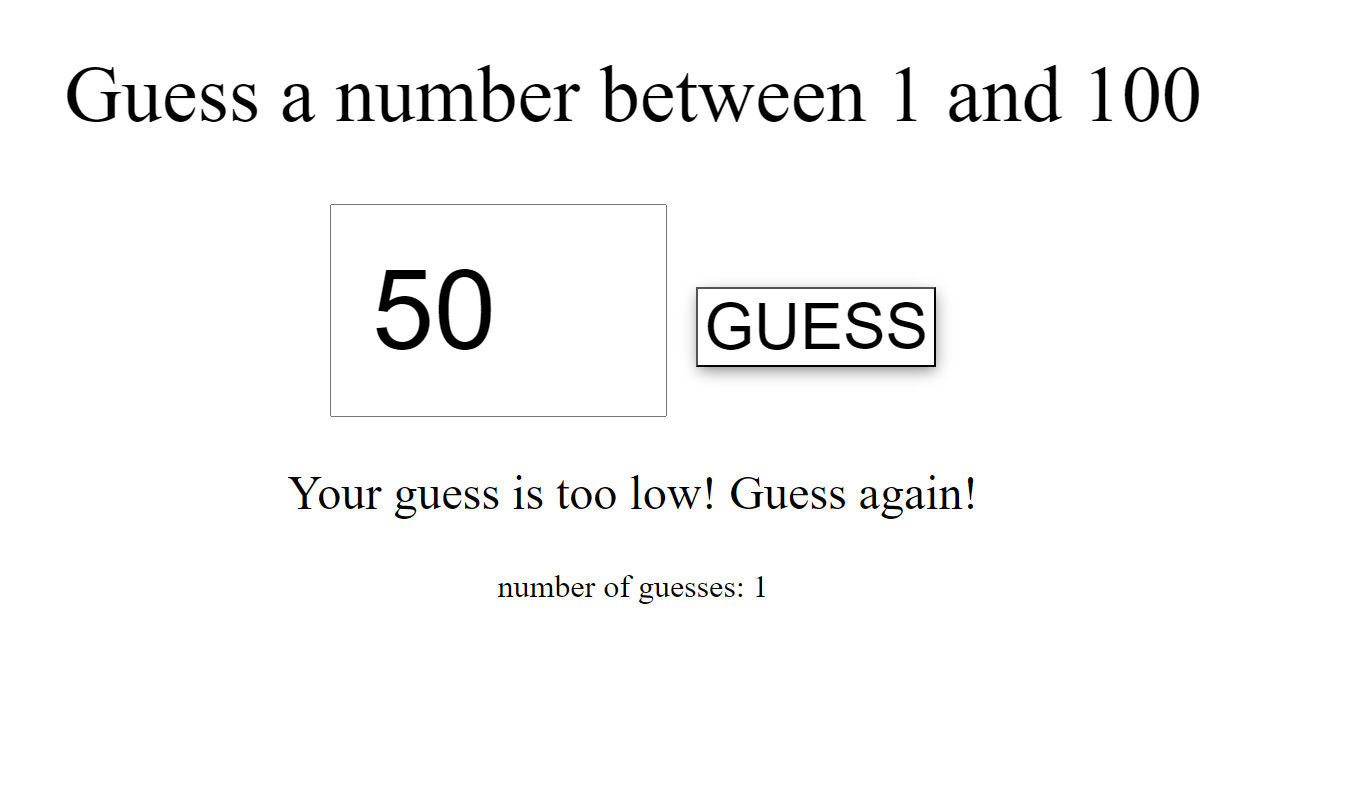 Guess a number between 1 and 100
50
GUESS
Your guess is too low! Guess again!
number of guesses: 1